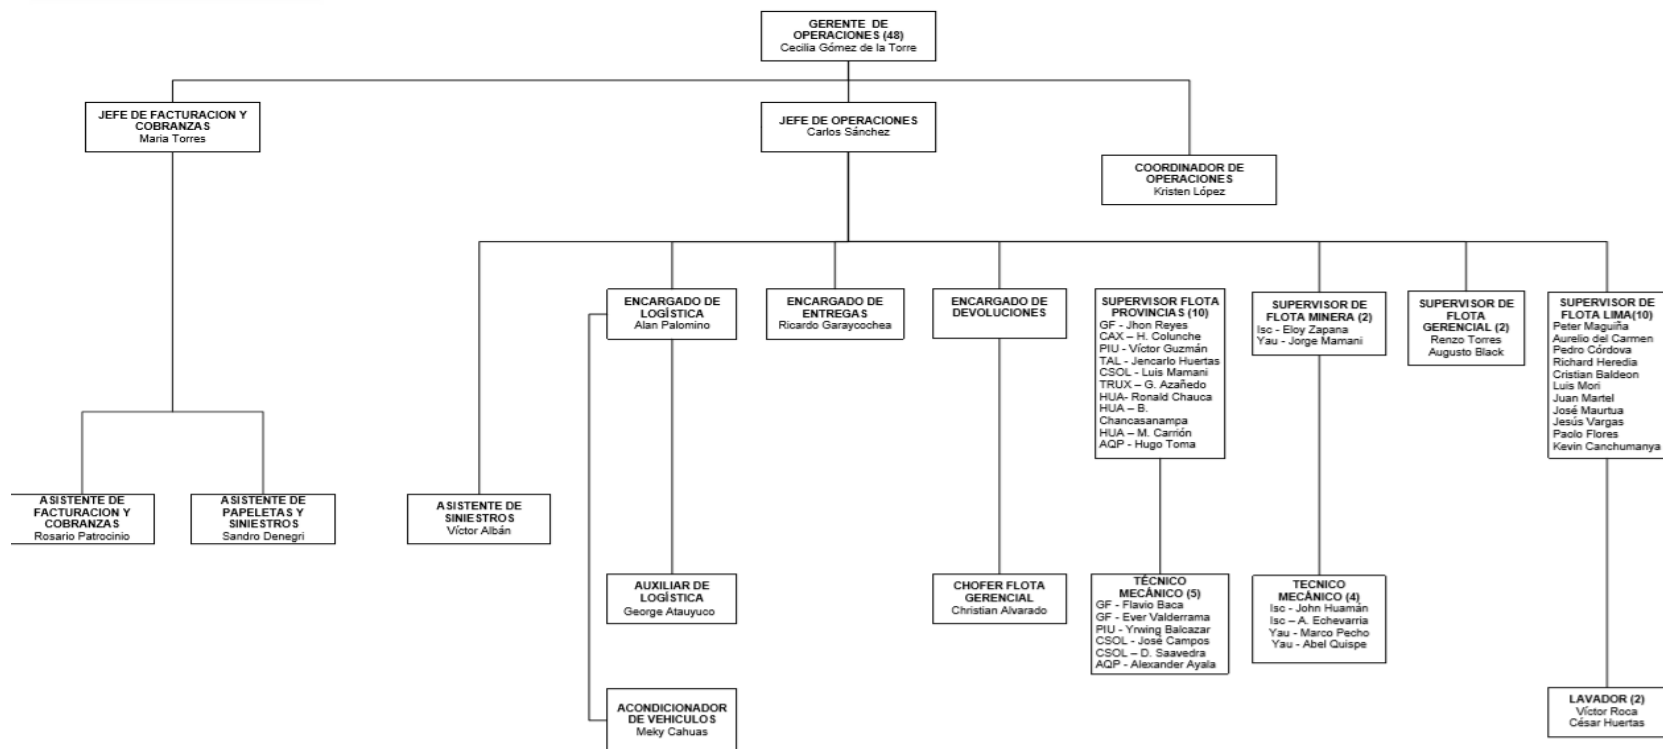 GERENTE DE
OPERACIONES (48)
Cecilia Gómez de la Torre
JEFE DE FACTURACION Y
COBRANZAS
Maria Torres
JEFE DE OPERACIONES
Carlos Sánchez
COORDINADOR DE
OPERACIONES
Kristen López
ENCARGADO DE
LOGÍSTICA
Alan Palomino
ENCARGADO DE
ENTREGAS
Ricardo Garaycochea
ENCARGADO DE
DEVOLUCIONES
SUPERVISOR FLOTA
PROVINCIAS (10)
GF - Jhon Reyes
CAX – H. Colunche
PIU - Víctor Guzmán
TAL - Jencarlo Huertas
CSOL - Luis Mamani
TRUX – G. Azañedo
HUA- Ronald Chauca
HUA – B.
Chancasanampa
HUA – M. Carrión
AQP - Hugo Toma
SUPERVISOR DE
FLOTA MINERA (2)
Isc - Eloy Zapana
Yau - Jorge Mamani
SUPERVISOR DE
FLOTA
GERENCIAL (2)
Renzo Torres
Augusto Black
SUPERVISOR DE
FLOTA LIMA(10)
Peter Maguiña
Aurelio del Carmen
Pedro Córdova
Richard Heredia
Cristian Baldeon
Luis Mori
Juan Martel
José Maurtua
Jesús Vargas
Paolo Flores
Kevin Canchumanya
ASISTENTE DE
FACTURACION Y
COBRANZAS
Rosario Patrocinio
ASISTENTE DE
PAPELETAS Y
SINIESTROS
Sandro Denegri
ASISTENTE DE
SINIESTROS
Víctor Albán
AUXILIAR DE
LOGÍSTICA
George Atauyuco
CHOFER FLOTA
GERENCIAL
Christian Alvarado
TÉCNICO
MECÁNICO (5)
GF - Flavio Baca
GF - Ever Valderrama
PIU - Yrwing Balcazar
CSOL - José Campos
CSOL – D. Saavedra
AQP - Alexander Ayala
TECNICO
MECÁNICO (4)
Isc - John Huamán
Isc – A. Echevarria
Yau - Marco Pecho
Yau - Abel Quispe
ACONDICIONADOR
DE VEHICULOS
Meky Cahuas
LAVADOR (2)
Víctor Roca
César Huertas